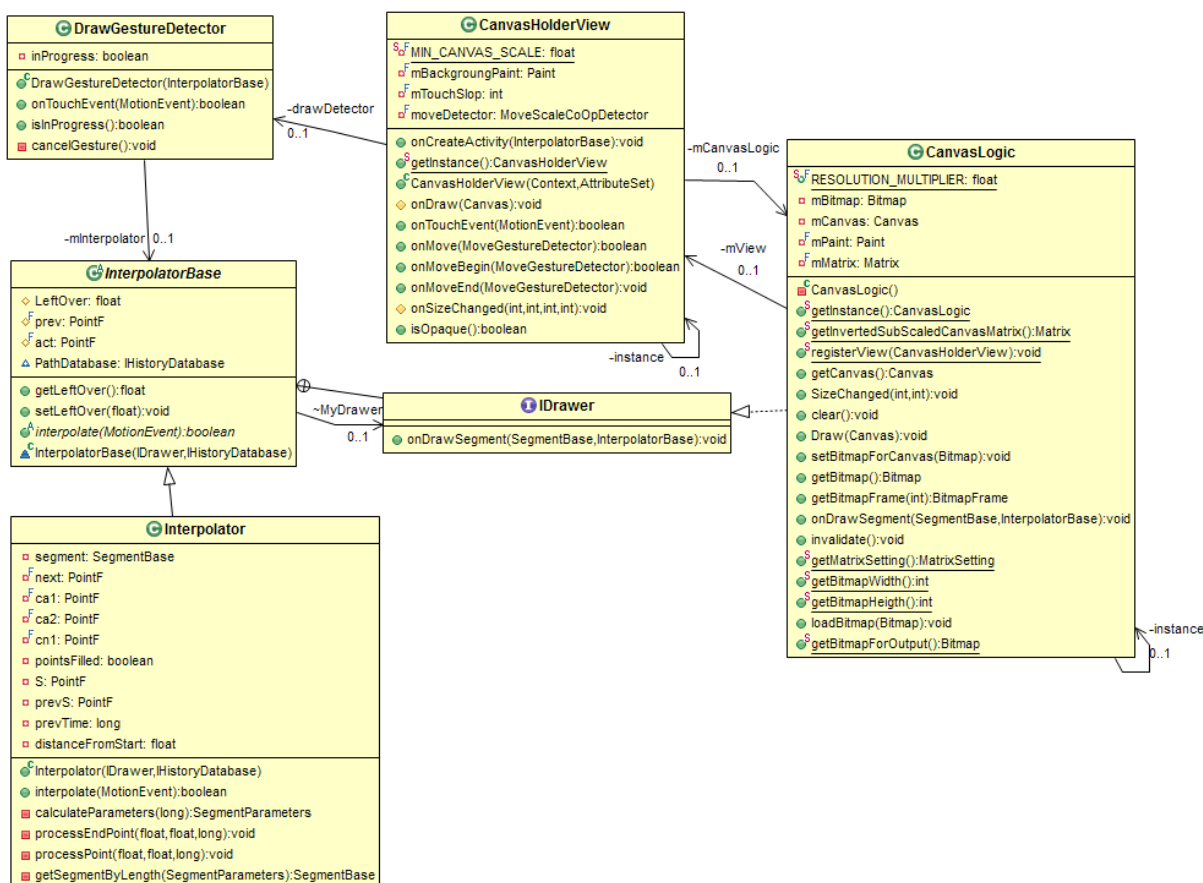 DrawGestureDetector
inProgress: boolean
DrawGestureDetector(InterpolatorBase)
onTouchEvent(MotionEvent):boolean
isInProgress():boolean
cancelGesture():void
-drawDetector
0..1
CanvasHolderView
MIN_CANVAS_SCALE: float
mBackgroungPaint: Paint
mTouchSlop: int
moveDetector: MoveScaleCoOpDetector
onCreateActivity(InterpolatorBase):void
getInstance():CanvasHolderView
CanvasHolderView(Context,AttributeSet)
onDraw(Canvas):void
onTouchEvent(MotionEvent):boolean
onMove(MoveGestureDetector):boolean
onMoveBegin(MoveGestureDetector):boolean
onMoveEnd(MoveGestureDetector):void
onSizeChanged(int,int,int,int):void
isOpaque():boolean
-instance
0..1
-mCanvasLogic
0..1
-mView
0..1
CanvasLogic
RESOLUTION_MULTIPLIER: float
mBitmap: Bitmap
mCanvas: Canvas
mPaint: Paint
mMatrix: Matrix
CanvasLogic()
getInstance():CanvasLogic
getInvertedSubScaledCanvasMatrix():Matrix
registerView(CanvasHolderView):void
getCanvas():Canvas
SizeChanged(int,int):void
clear():void
Draw(Canvas):void
setBitmapForCanvas(Bitmap):void
getBitmap():Bitmap
getBitmapFrame(int):BitmapFrame
onDrawSegment(SegmentBase,InterpolatorBase):void
invalidate():void
getMatrixSetting():MatrixSetting
getBitmapWidth():int
getBitmapHeigth():int
loadBitmap(Bitmap):void
getBitmapForOutput():Bitmap
-instance
0..1
-mInterpolator 0..1
InterpolatorBase
LeftOver: float
prev: PointF
act: PointF
PathDatabase: IHistoryDatabase
getLeftOver():float
setLeftOver(float):void
interpolate(MotionEvent):boolean
InterpolatorBase(IDrawer,IHistoryDatabase)
~MyDrawer
0..1
IDrawer
onDrawSegment(SegmentBase,InterpolatorBase):void
Interpolator
segment: SegmentBase
next: PointF
ca1: PointF
ca2: PointF
cn1: PointF
pointsFilled: boolean
S: PointF
prevS: PointF
prevTime: long
distanceFromStart: float
Interpolator(IDrawer,IHistoryDatabase)
interpolate(MotionEvent):boolean
calculateParameters(long):SegmentParameters
processEndPoint(float,float,long):void
processPoint(float,float,long):void
getSegmentByLength(SegmentParameters):SegmentBase